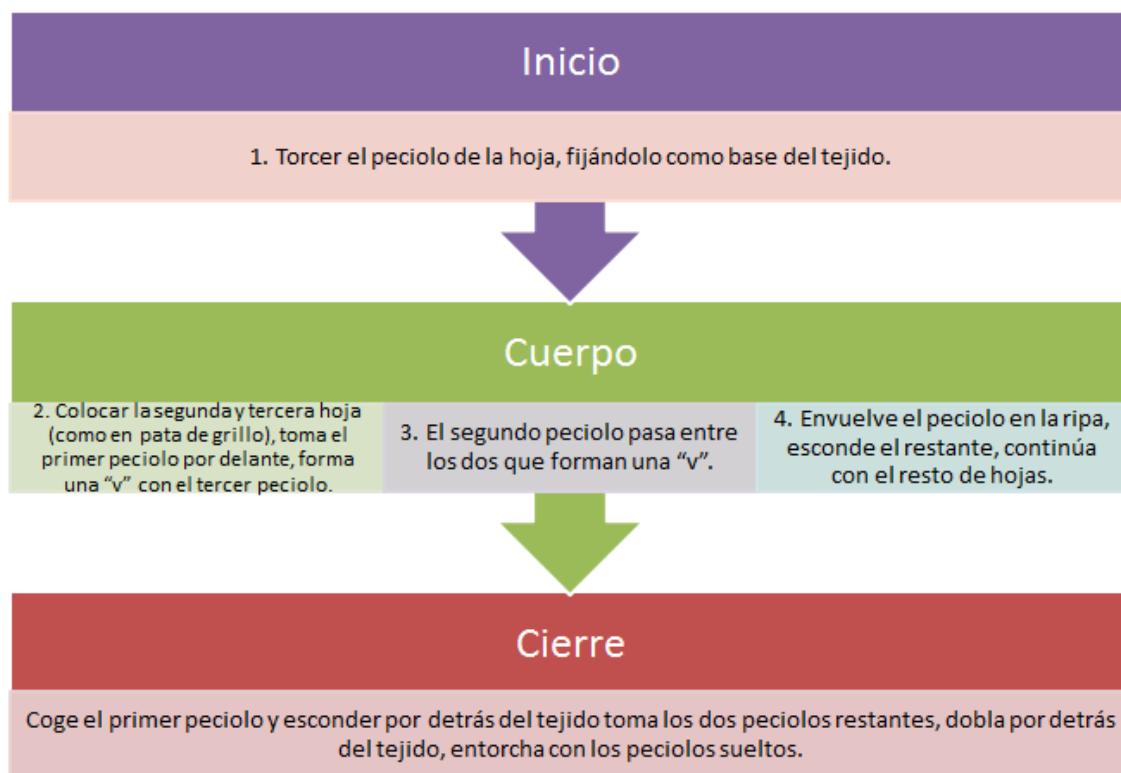 Inicio
1. Torcer el peciolo de la hoja, fijándolo como base del tejido.
Cuerpo
2. Colocar la segunda y tercera hoja
(como en pata de grillo), toma el
primer peciolo por delante, forma
una “v” con el tercer peciolo.
3. El segundo peciolo pasa entre
los dos que forman una “v”.
4. Envuelve el peciolo en la ripa,
esconde el restante, continúa
con el resto de hojas.
Cierre
Coge el primer peciolo y esconder por detrás del tejido toma los dos peciolos restantes, dobla por detrás
del tejido, entorcha con los peciolos sueltos.